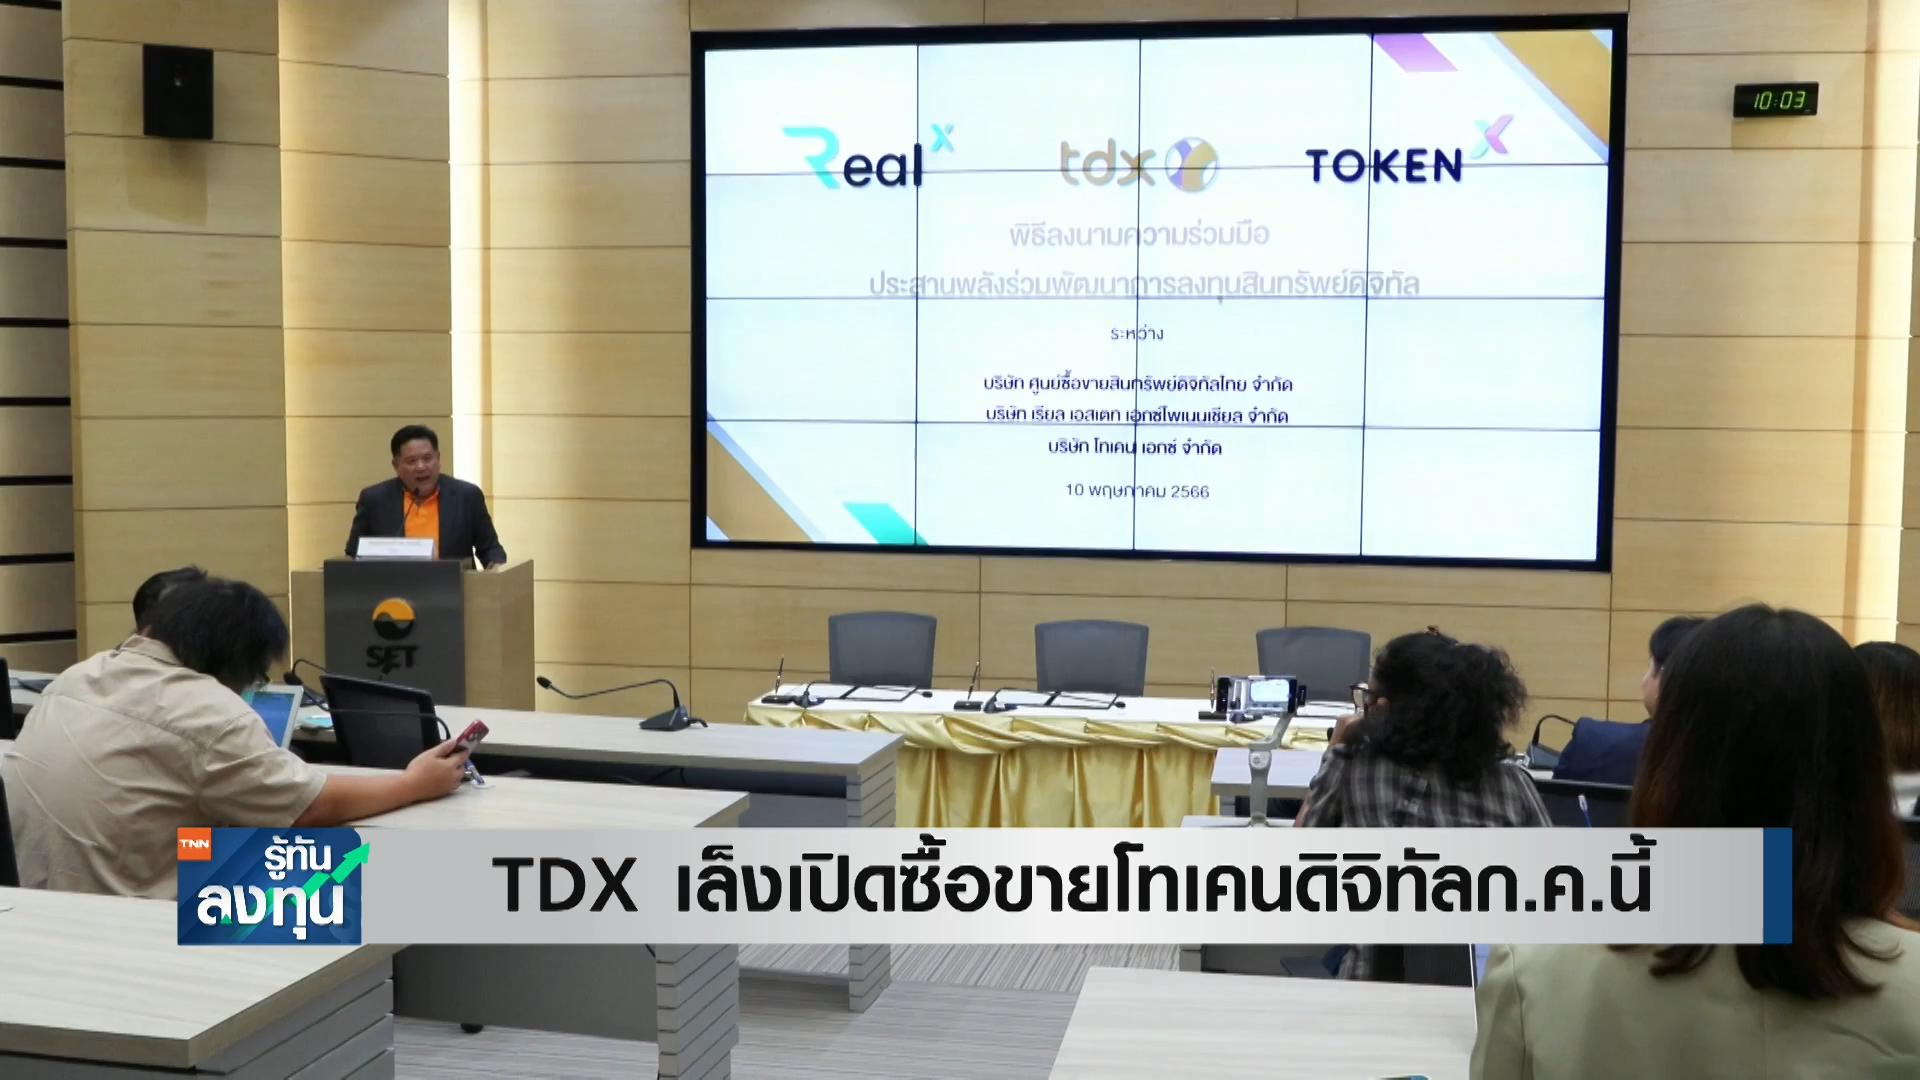 10:03
Real X
tdx
TOKEN X
พิธีลงนามความร่วมมือ
ประสานพลังร่วมพัฒนาการลงทุนสินทรัพย์ดิจิทัล
ระหว่าง
บริษัท ศูนย์ซื้อขายสินทรัพย์ดิจิทัลไทย จำกัด
บริษัท เรียล เอสเตท เอกซ์โพเนนเชียล จำกัด
บริษัท โทเคน เอกซ์ จำกัด
10 พฤษภาคม 2566
SET
TNN
รู้ทัน
ลงทุน
TDX เล็งเปิดซื้อขายโทเคนดิจิทัลก.ค.นี้